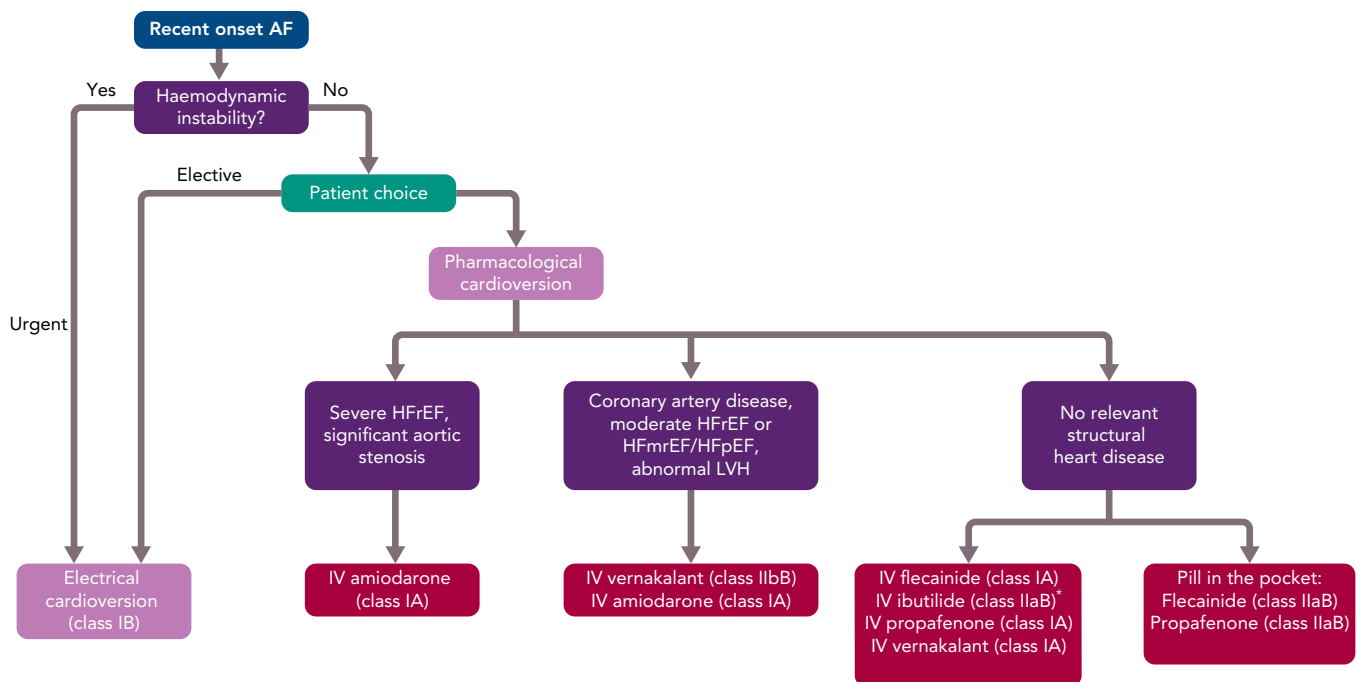 Recent onset AF
Yes
Haemodynamic
instability?
No
Elective
Patient choice
Pharmacological
cardioversion
Urgent
Severe HFrEF,
significant aortic
stenosis
Coronary artery disease,
moderate HFrEF or
HFmrEF/HFpEF,
abnormal LVH
No relevant
structural
heart disease
Electrical
cardioversion
(class IB)
IV amiodarone
(class IA)
IV vernakalant (class IIbB)
IV amiodarone (class IA)
IV flecainide (class IA)
IV ibutilide (class IIaB)*
IV propafenone (class IA)
IV vernakalant (class IA)
Pill in the pocket:
Flecainide (class IIaB)
Propafenone (class IIaB)